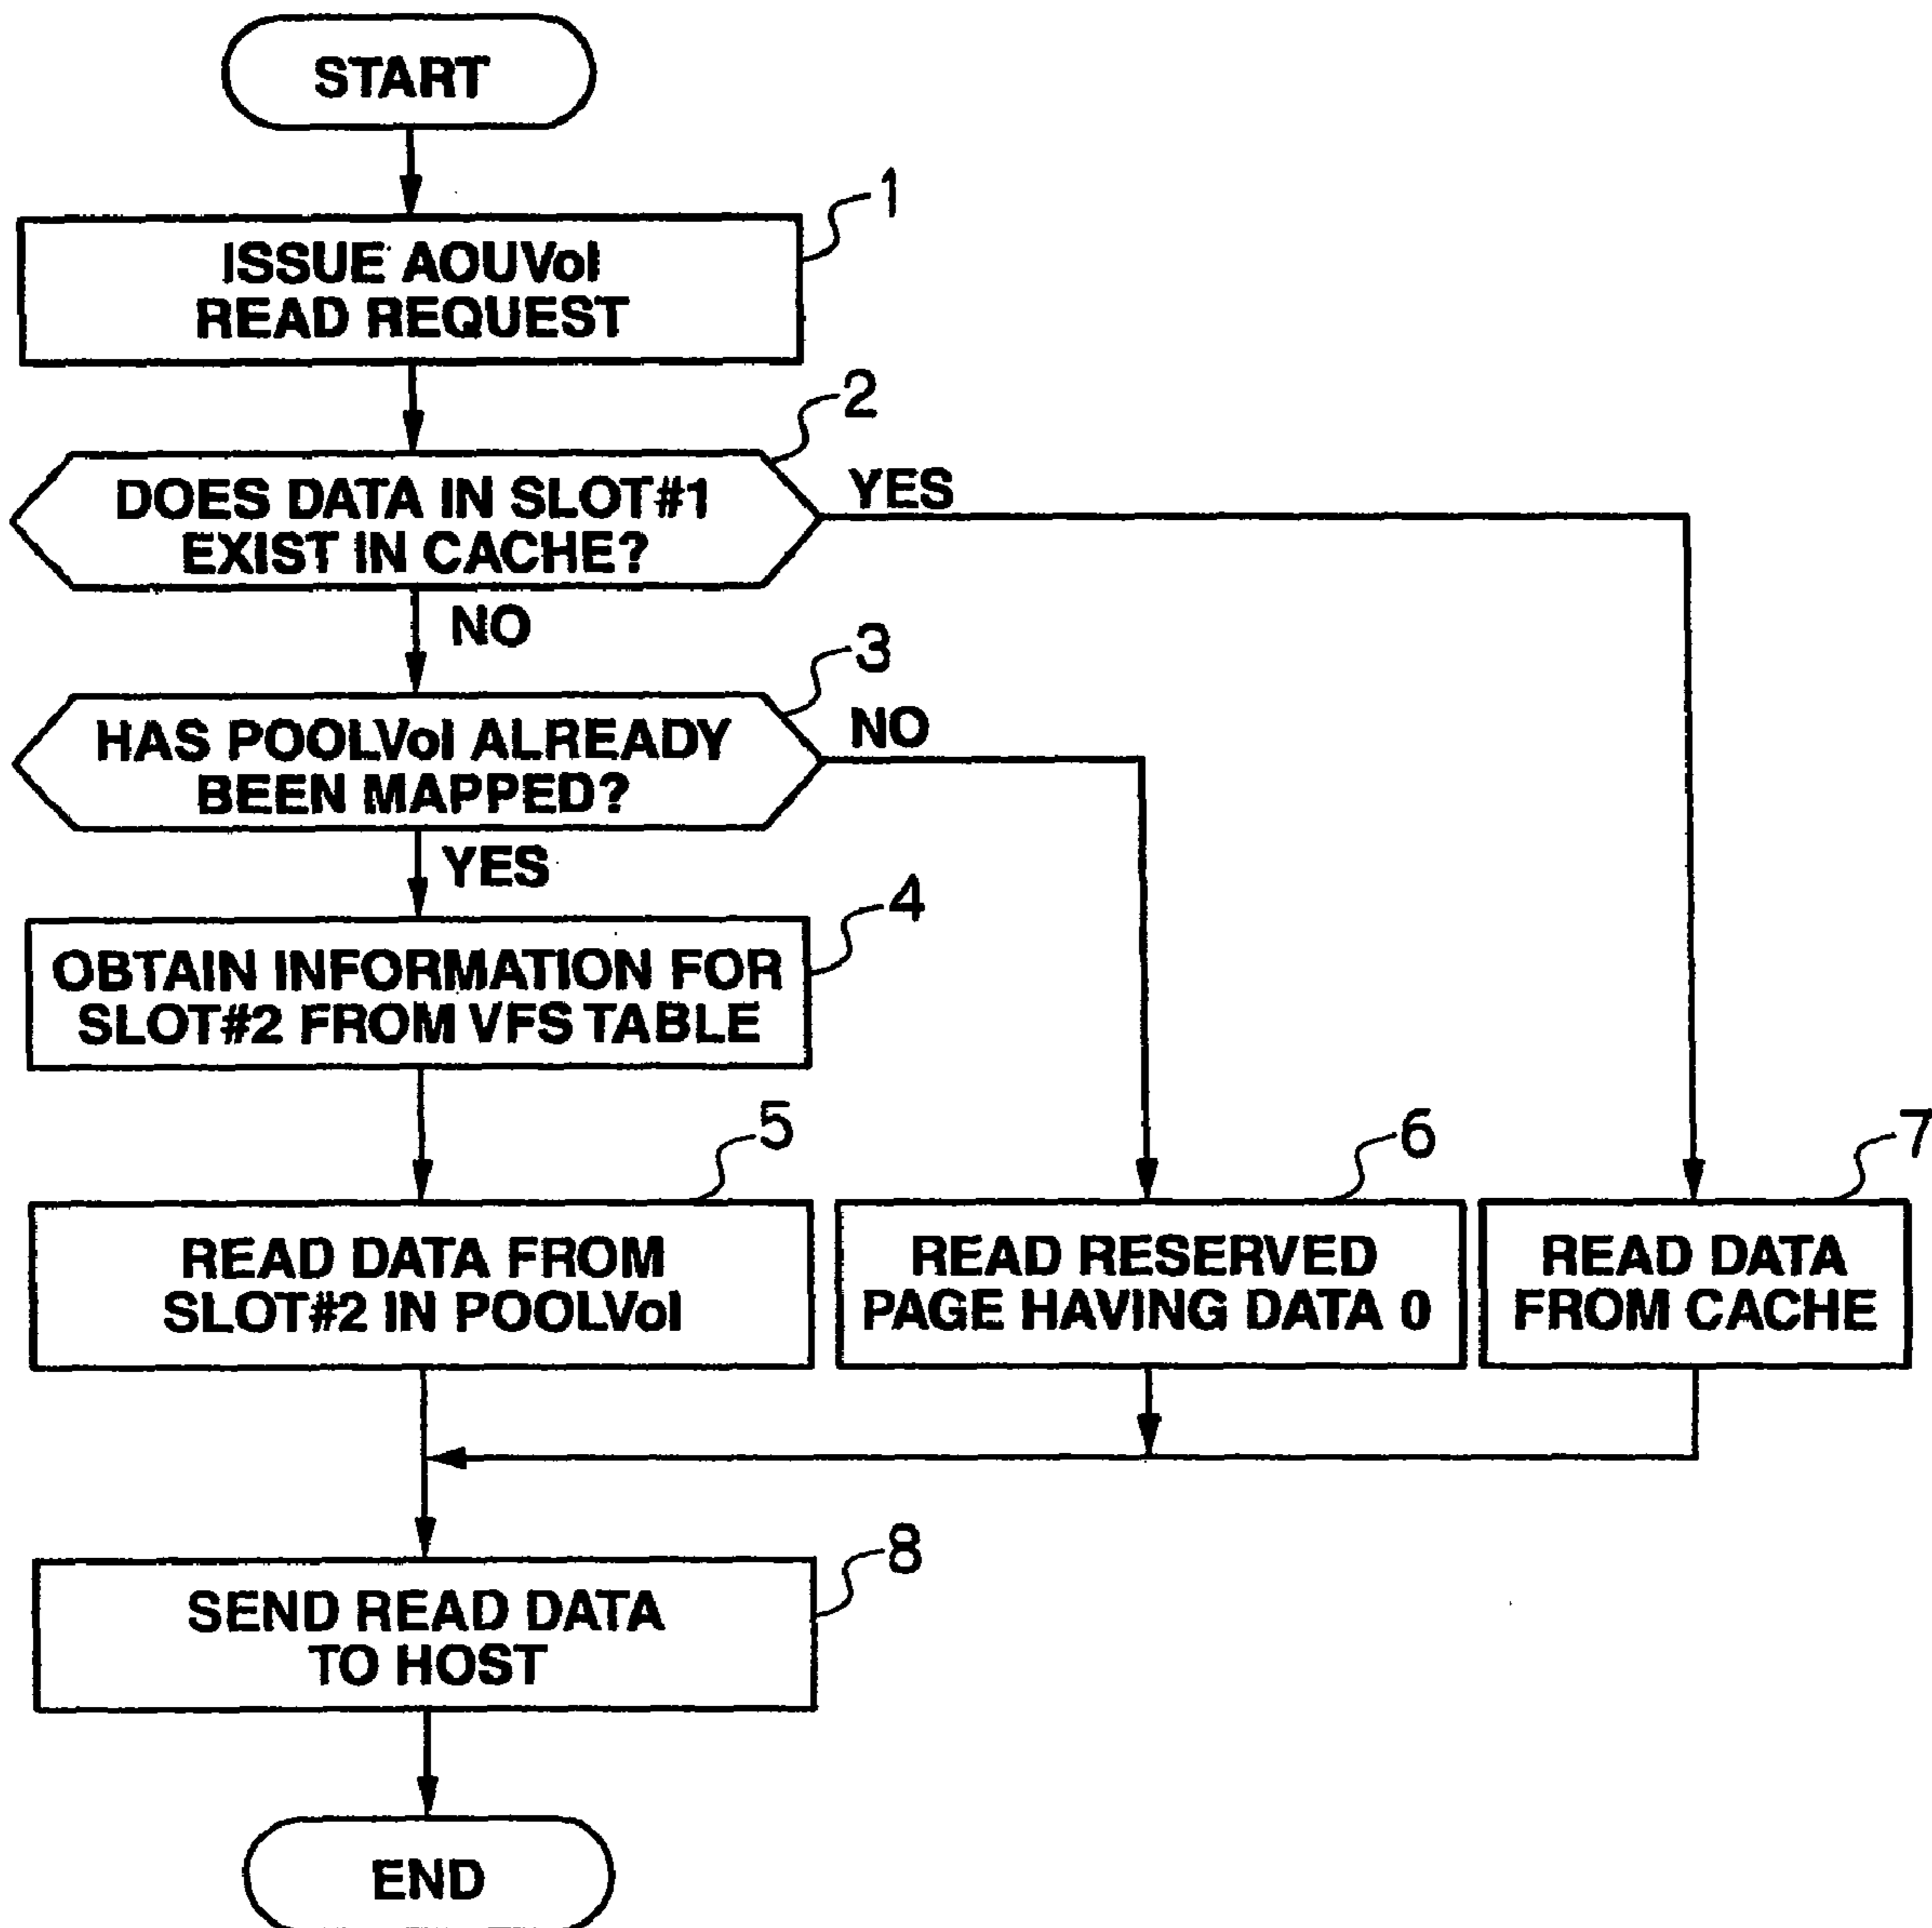 START
1
ISSUE AOUVol
READ REQUEST
2
DOES DATA IN SLOT#1
EXIST IN CACHE?
YES
NO
3
HAS POOLVol ALREADY
BEEN MAPPED?
NO
YES
4
OBTAIN INFORMATION FOR
SLOT#2 FROM VFS TABLE
5
READ DATA FROM
SLOT#2 IN POOLVol
6
READ RESERVED
PAGE HAVING DATA 0
7
READ DATA
FROM CACHE
8
SEND READ DATA
TO HOST
END